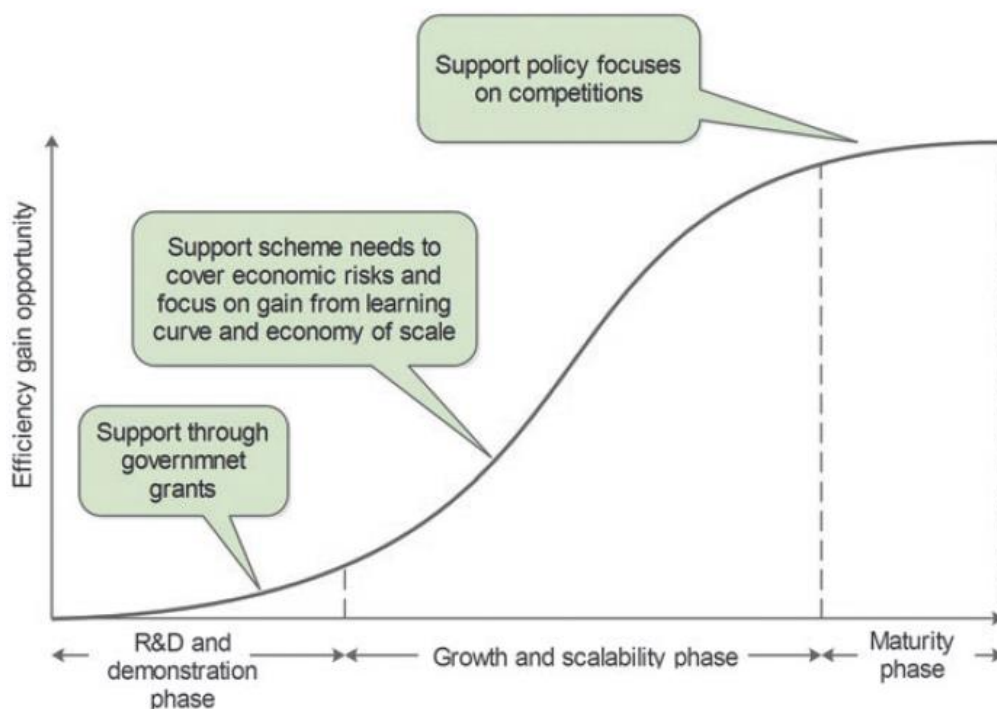 Support policy focuses
on competitions
Support scheme needs to
cover economic risks and
focus on gain from learning
curve and economy of scale
Support through
governmnet
grants
Efficiency gain opportunity
R&D and
demonstration
phase
Growth and scalability phase
Maturity
phase